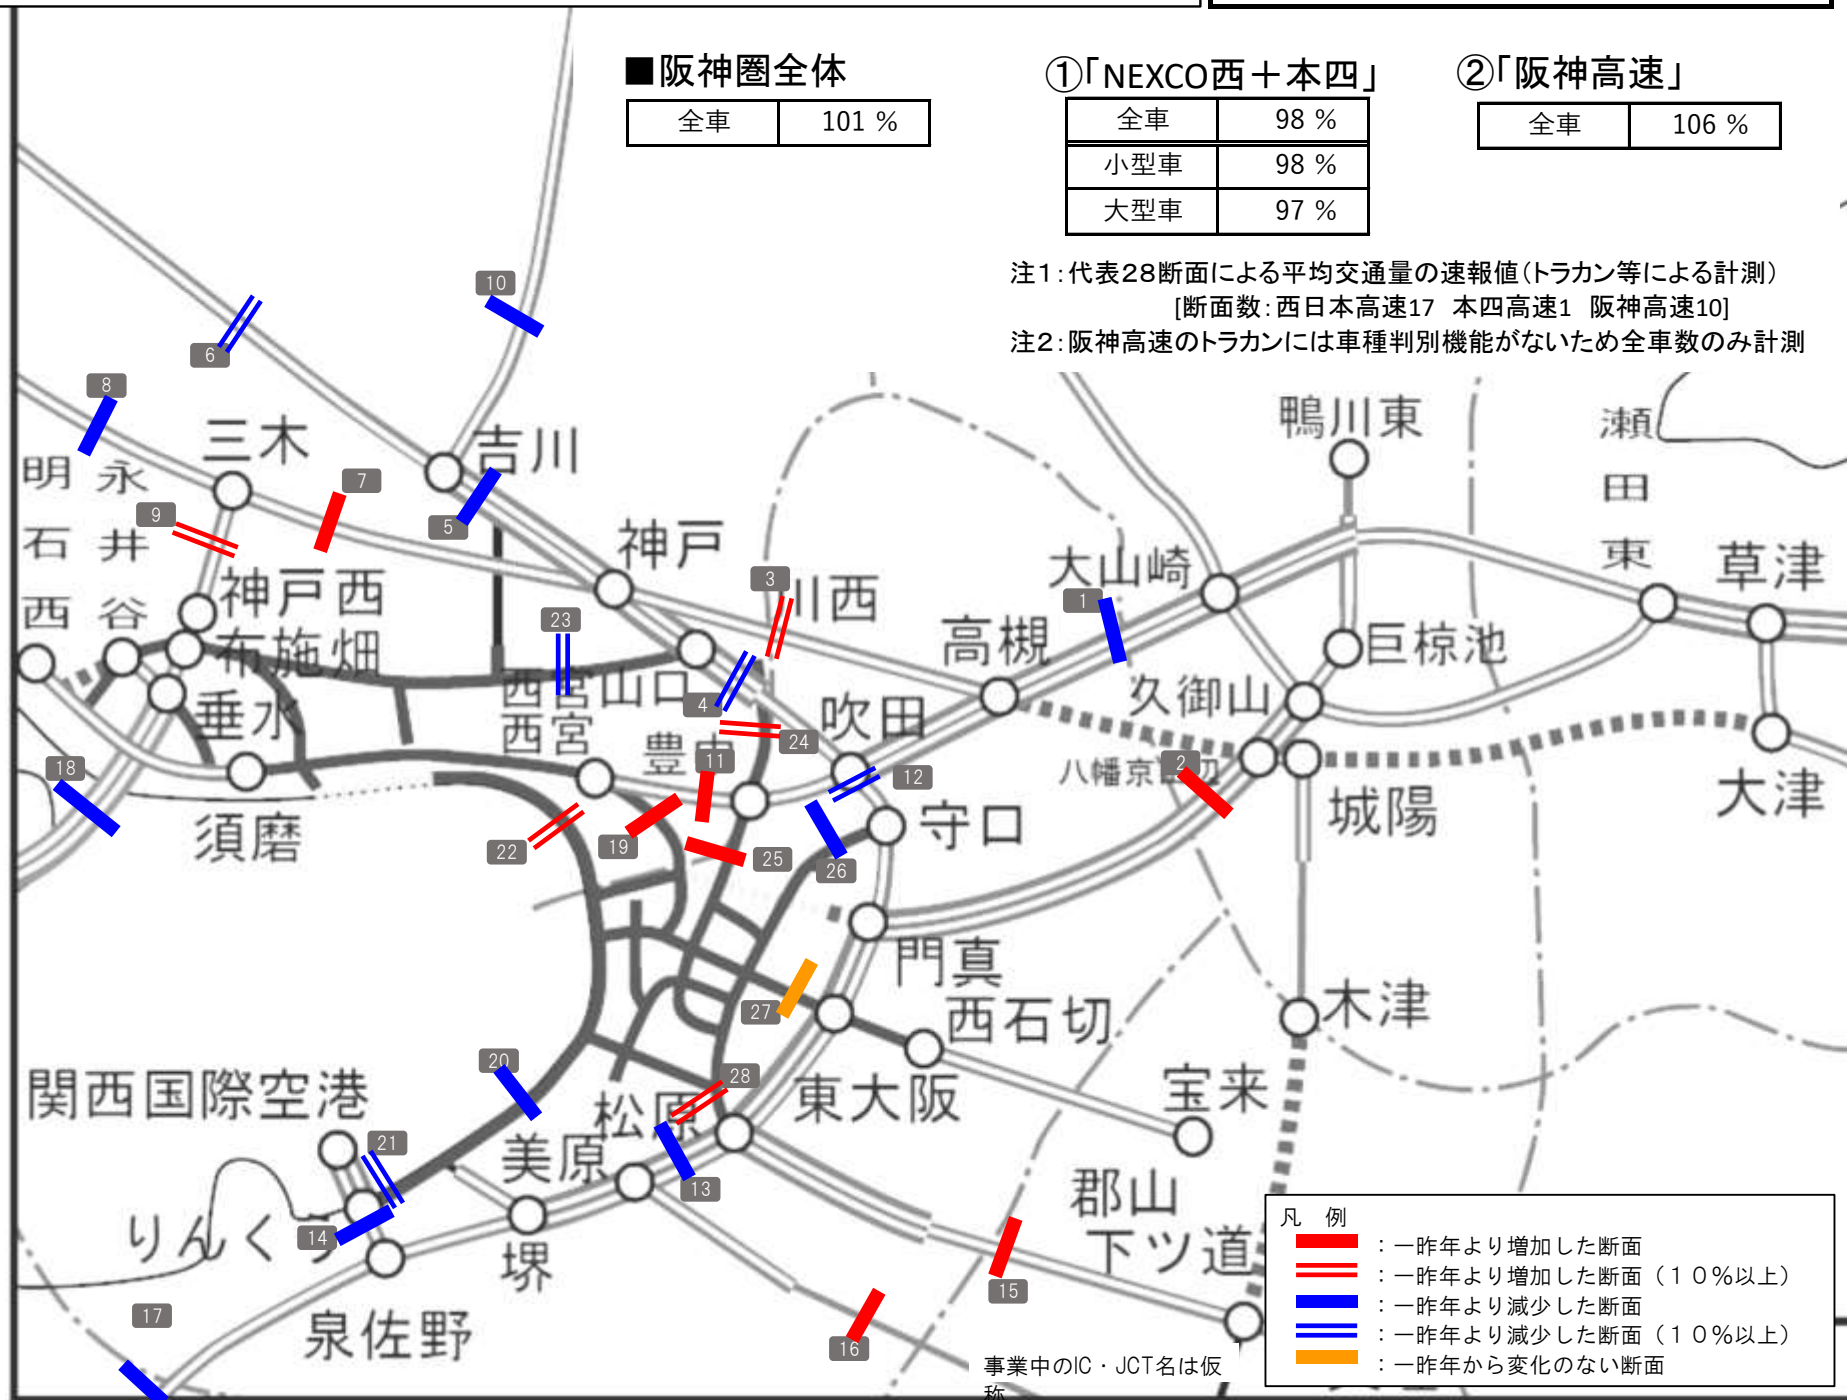 ■阪神圏全体
全車 101 %
①「NEXCO西＋本四」
全車 98 %
小型車 98 %
大型車 97 %
②「阪神高速」
全車 106 %
注１：代表２８断面による平均交通量の速報値（トラカン等による計測）
[断面数：西日本高速17 本四高速1 阪神高速10]
注２：阪神高速のトラカンには車種判別機能がないため全車数のみ計測
10
6
8
三木
吉川
鴨川東
瀬田東
明石西
永井谷
7
9
5
神戸
大山崎
草津
神戸西
3
川西
1
布施畑
23
高槻
巨椋池
西宮山口
4
久御山
垂水
西宮
24
吹田
豊中
11
12
2
18
八幡京
城陽
大津
須磨
22
19
25
26
守口
門真
27
西石切
木津
20
28
東大阪
宝来
関西国際空港
松原
21
美原
13
郡山
下ツ道
りんくう
14
堺
15
17
泉佐野
16
事業中のIC・JCT名は仮
称
凡 例
：一昨年より増加した断面
：一昨年より増加した断面（１０％以上）
：一昨年より減少した断面
：一昨年より減少した断面（１０％以上）
：一昨年から変化のない断面